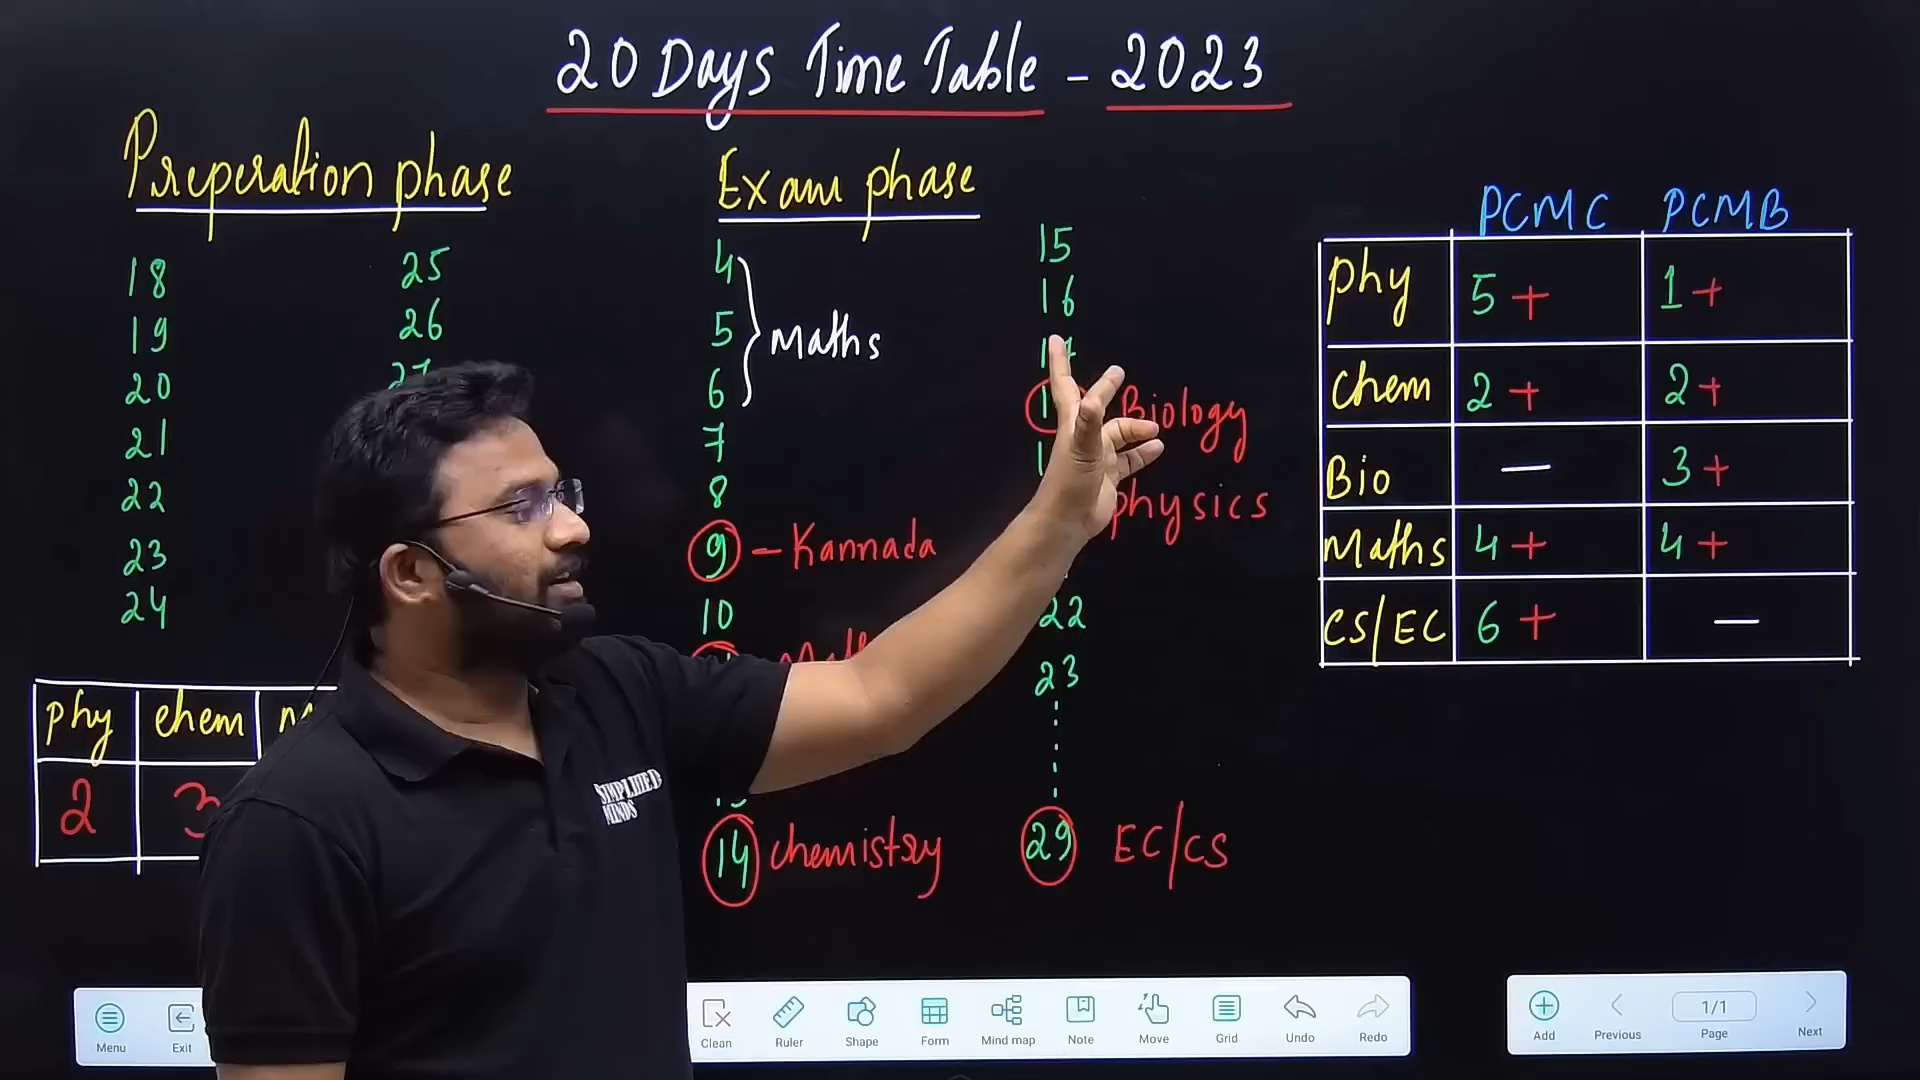 20 Days Time Table - 2023
Preperation phase
18
19
20
21
22
23
24
25
26
27
Exam phase
4
5
6
Maths
7
8
9 - Kannada
10
14 chemistry
15
16
17
Biology
physics
22
23
29 EC/CS
PCMC PCMB
phy 5+ 1+
chem 2+ 2+
Bio — 3+
Maths 4+ 4+
CS/EC 6+ —
phy chem
2 3
SIMPLIFIED
MINDS
Menu Exit Clean Ruler Shape Form Mind map Note Move Grid Undo Redo
Add Previous 1/1 Page Next